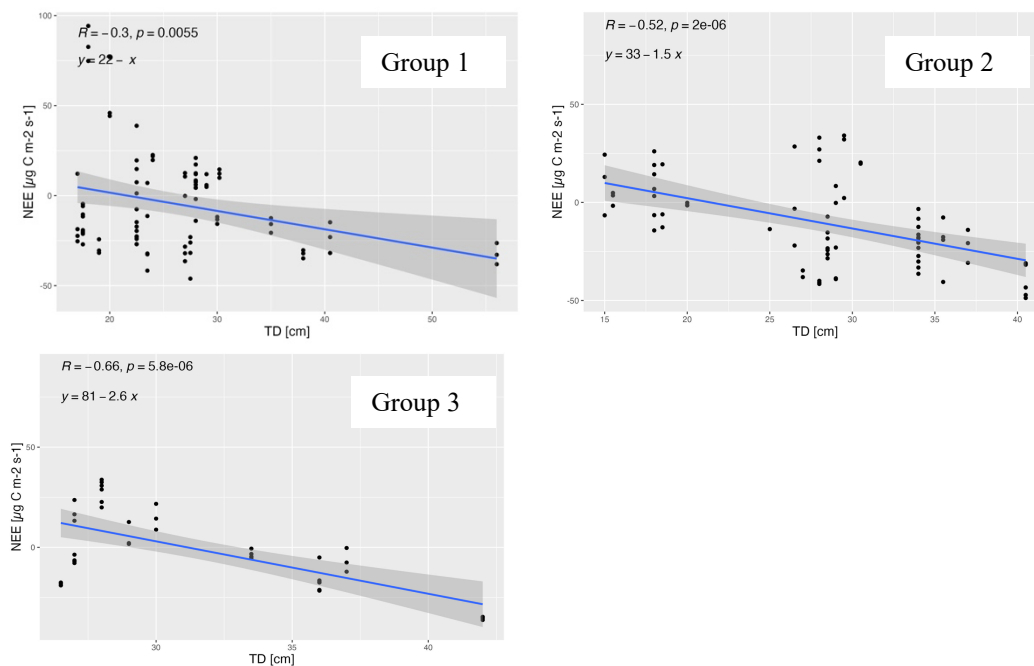 R = −0.3, p = 0.0055
y = 22 − x
Group 1
NEE [µg C m-2 s-1]
100
50
0
-50
20
30
40
50
TD [cm]
R = −0.52, p = 2e-06
y = 33 − 1.5 x
Group 2
NEE [µg C m-2 s-1]
50
0
-50
15
20
25
30
35
40
TD [cm]
R = −0.66, p = 5.8e-06
y = 81 − 2.6 x
Group 3
NEE [µg C m-2 s-1]
50
0
30
35
40
TD [cm]